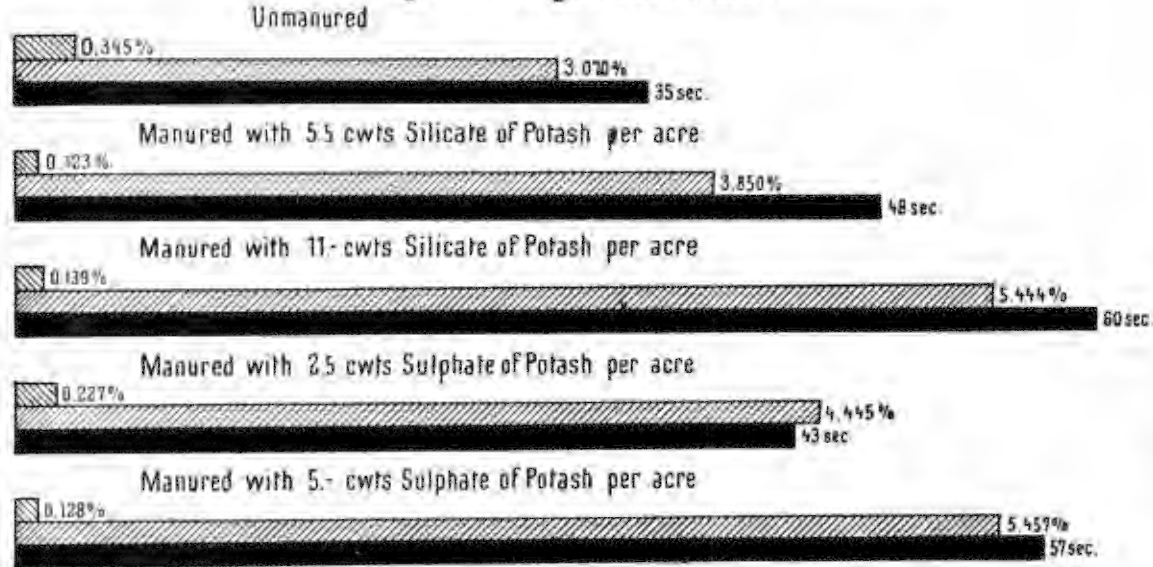 Unmanured
0.345%
3.070%
35 sec.
Manured with 5.5 cwts Silicate of Potash per acre
0.123%
3.850%
48 sec.
Manured with 11- cwts Silicate of Potash per acre
0.139%
5.444%
60 sec.
Manured with 2.5 cwts Sulphate of Potash per acre
0.227%
4.445%
43 sec
Manured with 5.- cwts Sulphate of Potash per acre
0.128%
57 sec.